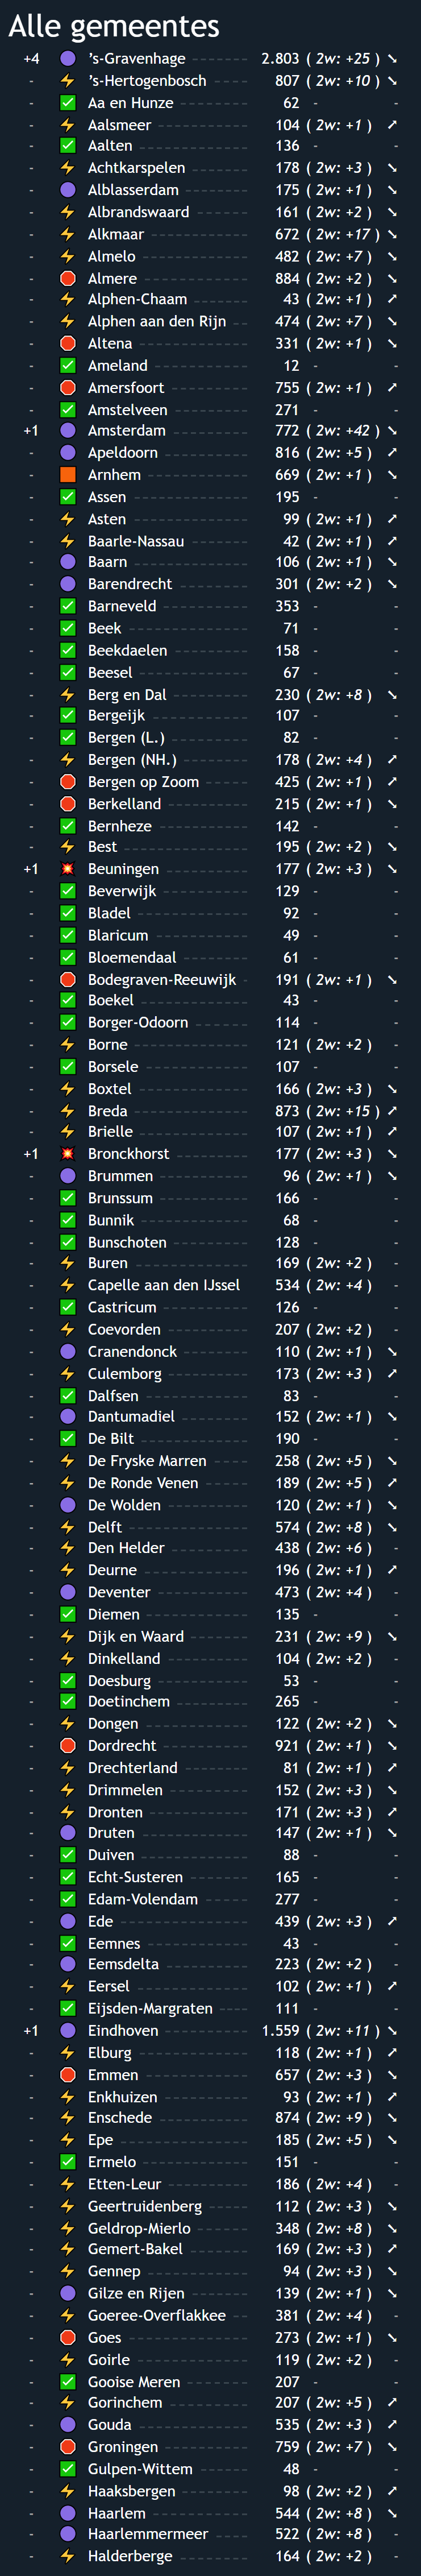 Alle gemeentes
+4 's-Gravenhage 2.803 ( 2w: +25 )
- 's-Hertogenbosch 807 ( 2w: +10 )
- Aa en Hunze 62 - -
- Aalsmeer 104 ( 2w: +1 )
- Aalten 136 - -
- Achtkarspelen 178 ( 2w: +3 )
- Alblasserdam 175 ( 2w: +1 )
- Albrandswaard 161 ( 2w: +2 )
- Alkmaar 672 ( 2w: +17 )
- Almelo 482 ( 2w: +7 )
- Almere 884 ( 2w: +2 )
- Alphen-Chaam 43 ( 2w: +1 )
- Alphen aan den Rijn 474 ( 2w: +7 )
- Altena 331 ( 2w: +1 )
- Ameland 12 - -
- Amersfoort 755 ( 2w: +1 )
- Amstelveen 271 - -
+1 Amsterdam 772 ( 2w: +42 )
- Apeldoorn 816 ( 2w: +5 )
- Arnhem 669 ( 2w: +1 )
- Assen 195 - -
- Asten 99 ( 2w: +1 )
- Baarle-Nassau 42 ( 2w: +1 )
- Baarn 106 ( 2w: +1 )
- Barendrecht 301 ( 2w: +2 )
- Barneveld 353 - -
- Beek 71 - -
- Beekdaelen 158 - -
- Beesel 67 - -
- Berg en Dal 230 ( 2w: +8 )
- Bergeijk 107 - -
- Bergen (L.) 82 - -
- Bergen (NH.) 178 ( 2w: +4 )
- Bergen op Zoom 425 ( 2w: +1 )
- Berkelland 215 ( 2w: +1 )
- Bernheze 142 - -
- Best 195 ( 2w: +2 )
+1 Beuningen 177 ( 2w: +3 )
- Beverwijk 129 - -
- Bladel 92 - -
- Blaricum 49 - -
- Bloemendaal 61 - -
- Bodegraven-Reeuwijk 191 ( 2w: +1 )
- Boekel 43 - -
- Borger-Odoorn 114 - -
- Borne 121 ( 2w: +2 ) -
- Borsele 107 - -
- Boxtel 166 ( 2w: +3 )
- Breda 873 ( 2w: +15 )
- Brielle 107 ( 2w: +1 )
+1 Bronckhorst 177 ( 2w: +3 )
- Brummen 96 ( 2w: +1 )
- Brunssum 166 - -
- Bunnik 68 - -
- Bunschoten 128 - -
- Buren 169 ( 2w: +2 ) -
- Capelle aan den IJssel 534 ( 2w: +4 ) -
- Castricum 126 - -
- Coevorden 207 ( 2w: +2 ) -
- Cranendonck 110 ( 2w: +1 )
- Culemborg 173 ( 2w: +3 )
- Dalfsen 83 - -
- Dantumadiel 152 ( 2w: +1 )
- De Bilt 190 - -
- De Fryske Marren 258 ( 2w: +5 )
- De Ronde Venen 189 ( 2w: +5 )
- De Wolden 120 ( 2w: +1 )
- Delft 574 ( 2w: +8 )
- Den Helder 438 ( 2w: +6 ) -
- Deurne 196 ( 2w: +1 )
- Deventer 473 ( 2w: +4 ) -
- Diemen 135 - -
- Dijk en Waard 231 ( 2w: +9 )
- Dinkelland 104 ( 2w: +2 ) -
- Doesburg 53 - -
- Doetinchem 265 - -
- Dongen 122 ( 2w: +2 )
- Dordrecht 921 ( 2w: +1 )
- Drechterland 81 ( 2w: +1 )
- Drimmelen 152 ( 2w: +3 )
- Dronten 171 ( 2w: +3 )
- Druten 147 ( 2w: +1 )
- Duiven 88 - -
- Echt-Susteren 165 - -
- Edam-Volendam 277 - -
- Ede 439 ( 2w: +3 )
- Eemnes 43 - -
- Eemsdelta 223 ( 2w: +2 ) -
- Eersel 102 ( 2w: +1 )
- Eijsden-Margraten 111 - -
+1 Eindhoven 1.559 ( 2w: +11 )
- Elburg 118 ( 2w: +1 )
- Emmen 657 ( 2w: +3 )
- Enkhuizen 93 ( 2w: +1 )
- Enschede 874 ( 2w: +9 )
- Epe 185 ( 2w: +5 )
- Ermelo 151 - -
- Etten-Leur 186 ( 2w: +4 ) -
- Geertruidenberg 112 ( 2w: +3 )
- Geldrop-Mierlo 348 ( 2w: +8 )
- Gemert-Bakel 169 ( 2w: +3 )
- Gennep 94 ( 2w: +3 )
- Gilze en Rijen 139 ( 2w: +1 )
- Goeree-Overflakkee 381 ( 2w: +4 ) -
- Goes 273 ( 2w: +1 )
- Goirle 119 ( 2w: +2 ) -
- Gooise Meren 207 - -
- Gorinchem 207 ( 2w: +5 )
- Gouda 535 ( 2w: +3 )
- Groningen 759 ( 2w: +7 )
- Gulpen-Wittem 48 - -
- Haaksbergen 98 ( 2w: +2 )
- Haarlem 544 ( 2w: +8 )
- Haarlemmermeer 522 ( 2w: +8 ) -
- Halderberge 164 ( 2w: +2 ) -